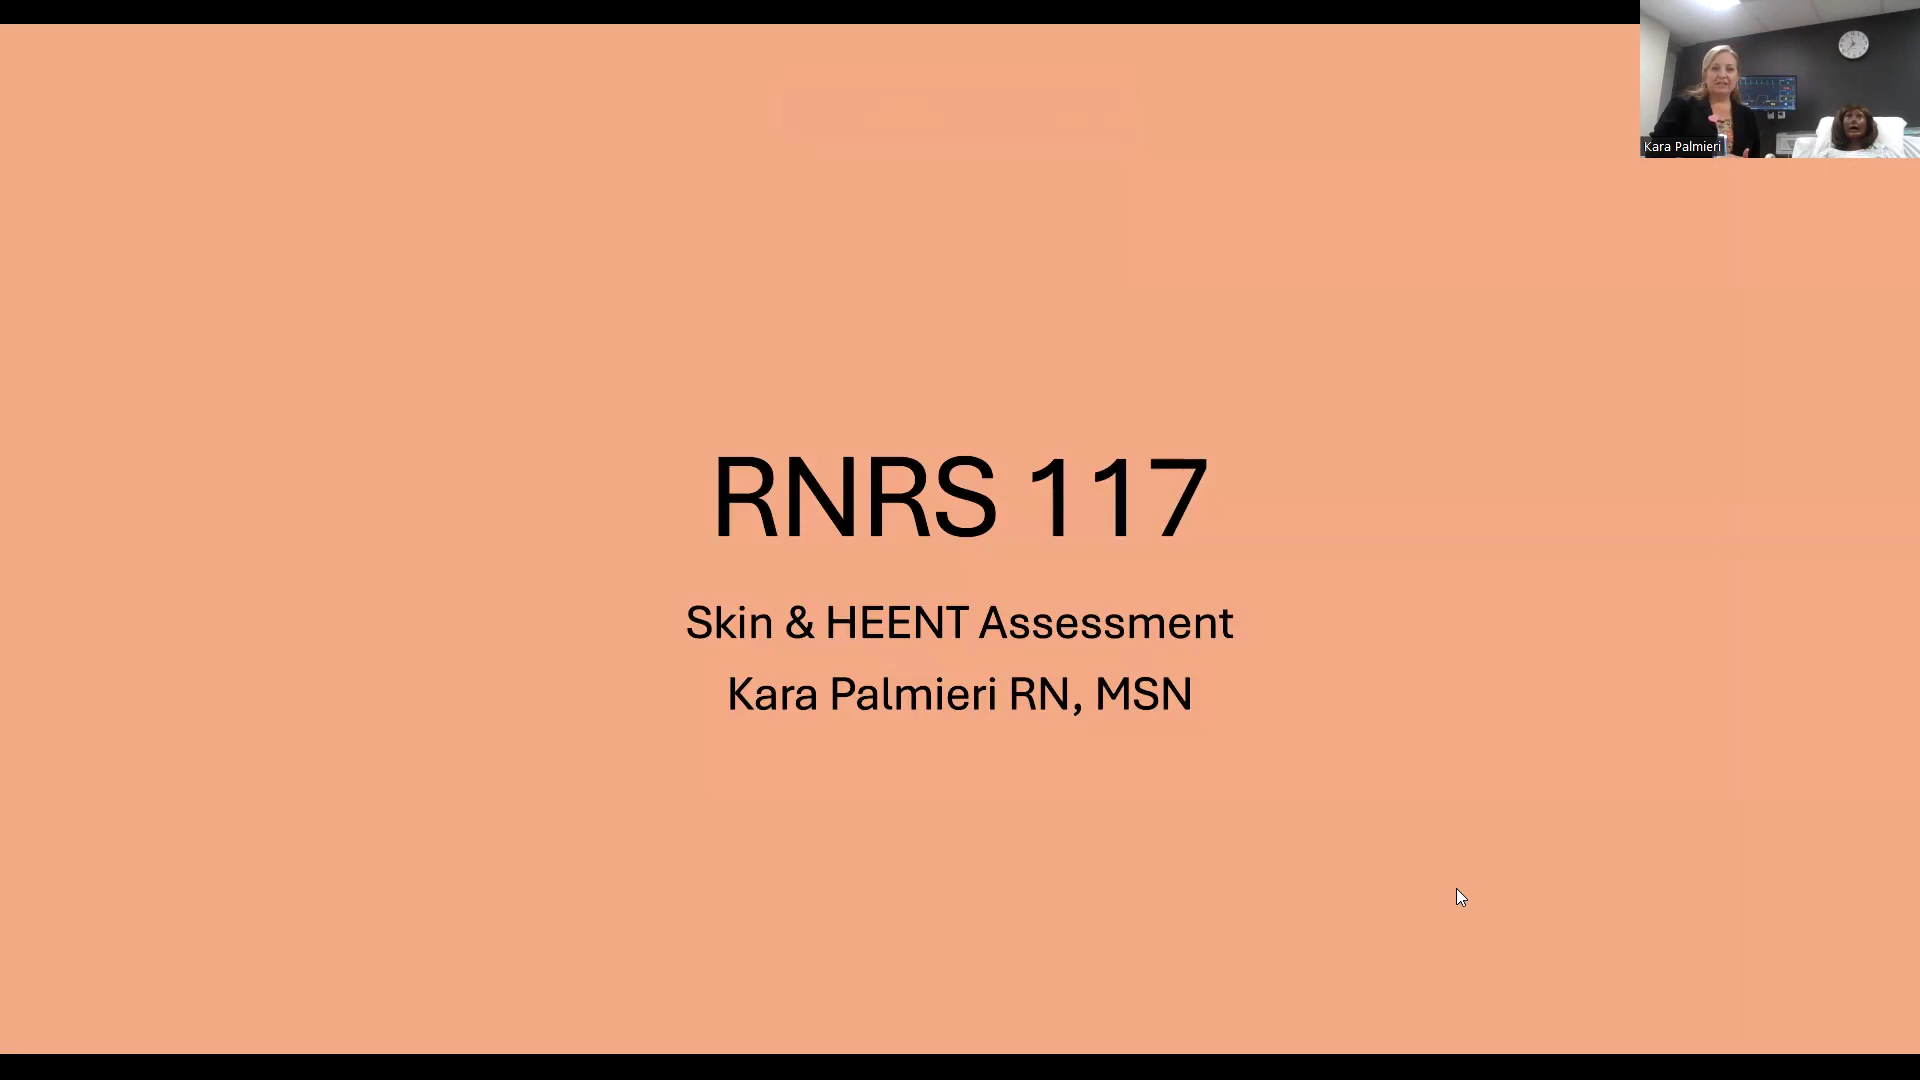 Kara Palmieri
RNRS 117
Skin & HEENT Assessment
Kara Palmieri RN, MSN